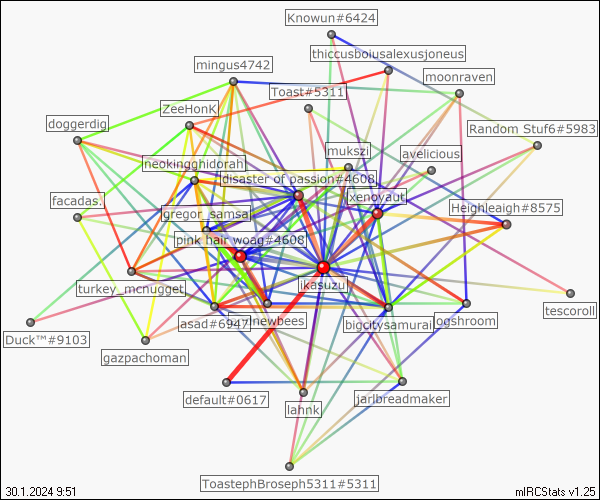 Knowun#6424
thiccusboiusalexusjoneus
mingus4742
moonraven
Toast#5311
ZeeHonK
doggerdig
Random Stuf6#5983
mukszi
avelicious
neokingghidorah
disaster of passion#4608
xenovaut
facadas.
Heighleaigh#8575
gregor_samsa
pink hair woag#4608
ikasuzu
turkey_mcnugget
tescoroll
asad#6947
newbees
bigcitysamurai
ogshroom
Duck™#9103
gazpachoman
default#0617
jarlbreadmaker
lahnk
ToastephBroseph5311#5311
30.1.2024 9:51
mIRCStats v1.25